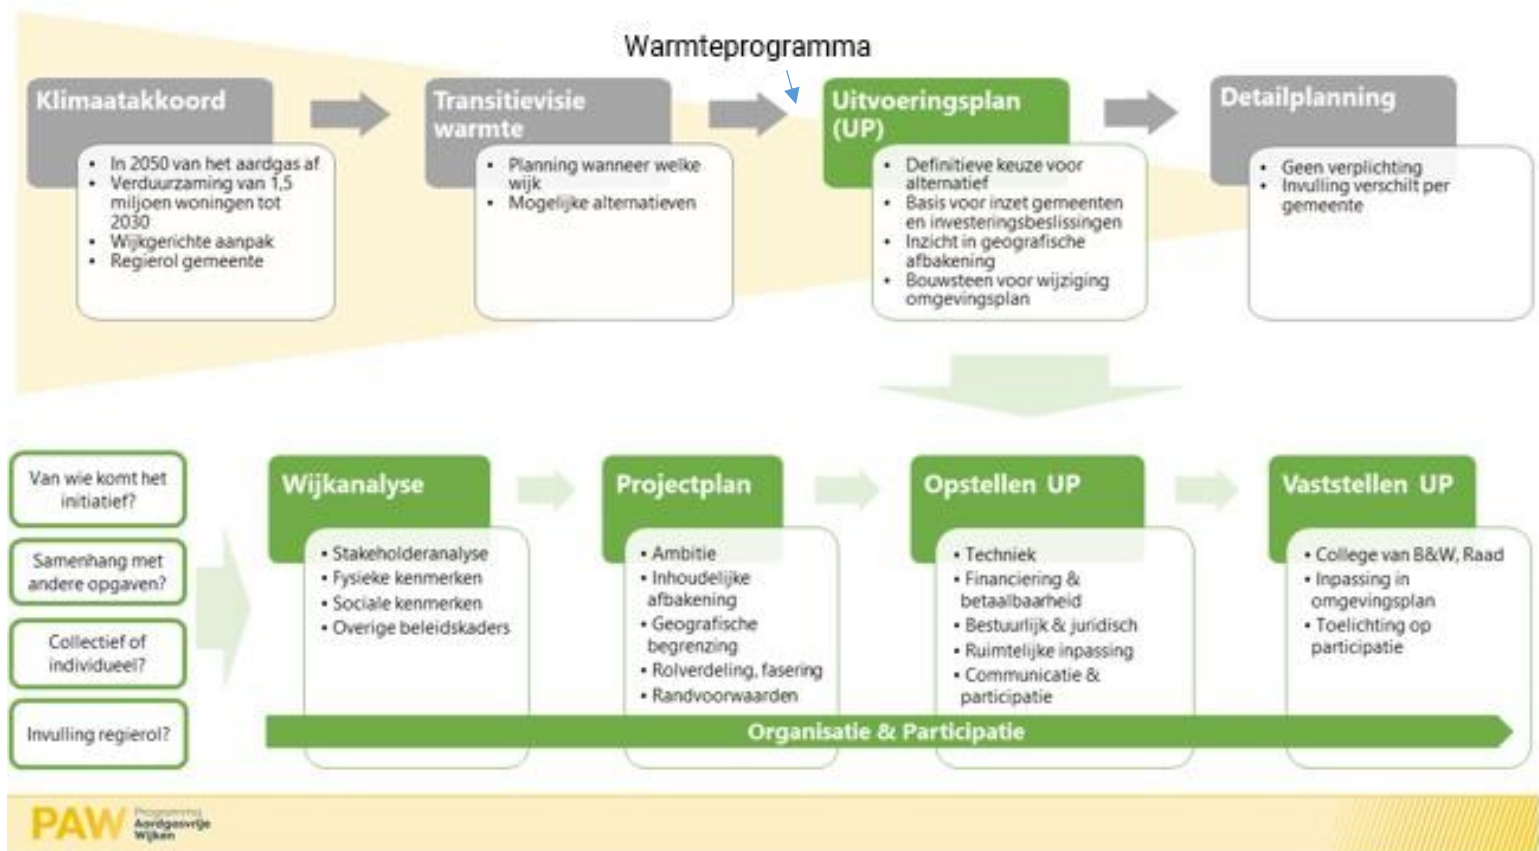 Warmteprogramma
Klimaatakkoord
• In 2050 van het aardgas af
• Verduurzaming van 1,5
miljoen woningen tot
2030
• Wijkgerichte aanpak
• Regierol gemeente
Transitievisie
warmte
• Planning wanneer welke
wijk
• Mogelijke alternatieven
Uitvoeringsplan
(UP)
• Definitieve keuze voor
alternatief
• Basis voor inzet gemeenten
en investeringsbeslissingen
• Inzicht in geografische
afbakening
• Bouwsteen voor wijziging
omgevingsplan
Detailplanning
• Geen verplichting
• Invulling verschilt per
gemeente
Van wie komt het
initiatief?
Samenhang met
andere opgaven?
Collectief of
individueel?
Invulling regierol?
Wijkanalyse
▪ Stakeholderanalyse
▪ Fysieke kenmerken
▪ Sociale kenmerken
▪ Overige beleidskaders
Projectplan
▪ Ambitie
▪ Inhoudelijke
afbakening
▪ Geografische
begrenzing
▪ Rolverdeling, fasering
▪ Randvoorwaarden
Opstellen UP
▪ Techniek
▪ Financiering &
betaalbaarheid
▪ Bestuurlijk & juridisch
▪ Ruimtelijke inpassing
▪ Communicatie &
participatie
Vaststellen UP
▪ College van B&W, Raad
▪ Inpassing in
omgevingsplan
▪ Toelichting op
participatie
Organisatie & Participatie
PAW
Programma
Aardgasvrije
Wijken